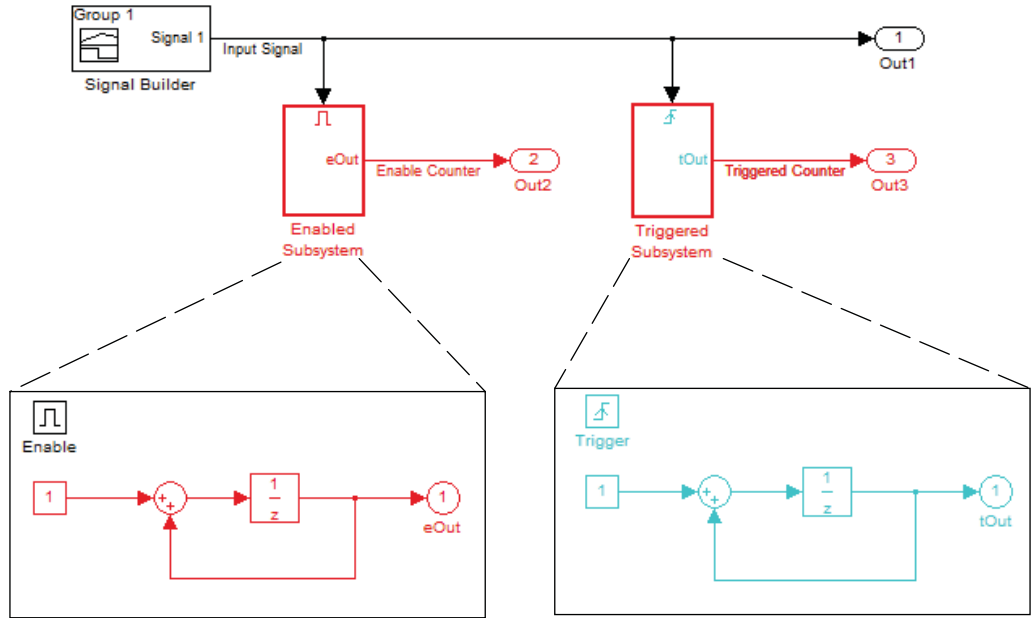 Group 1
Signal 1
Input Signal
Signal Builder
1
Out1
eOut
Enable Counter
2
Out2
Enabled
Subsystem
tOut
Triggered Counter
3
Out3
Triggered
Subsystem
Enable
1
+
+
1
z
1
eOut
Trigger
1
+
+
1
z
1
tOut